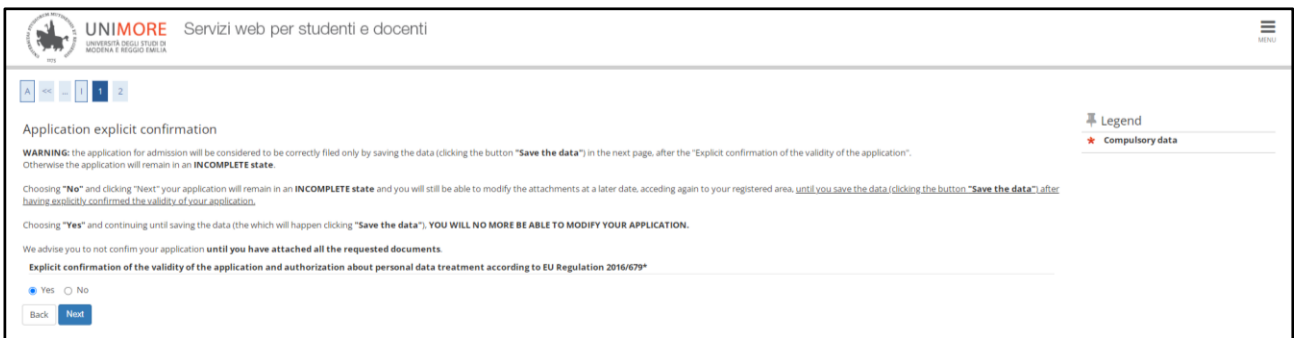 UNIMORE
UNIVERSITÀ DEGLI STUDI DI
MODENA E REGGIO EMILIA
Servizi web per studenti e docenti
MENU
A << ... I 1 2
Application explicit confirmation
WARNING: the application for admission will be considered to be correctly filed only by saving the data (clicking the button "Save the data") in the next page, after the "Explicit confirmation of the validity of the application".
Otherwise the application will remain in an INCOMPLETE state.
Choosing "No" and clicking "Next" your application will remain in an INCOMPLETE state and you will still be able to modify the attachments at a later date, acceding again to your registered area, until you save the data (clicking the button "Save the data") after
having explicitly confirmed the validity of your application.
Choosing "Yes" and continuing until saving the data (the which will happen clicking "Save the data"), YOU WILL NO MORE BE ABLE TO MODIFY YOUR APPLICATION.
We advise you to not confim your application until you have attached all the requested documents.
Explicit confirmation of the validity of the application and authorization about personal data treatment according to EU Regulation 2016/679*
Yes No
Back Next
Legend
* Compulsory data